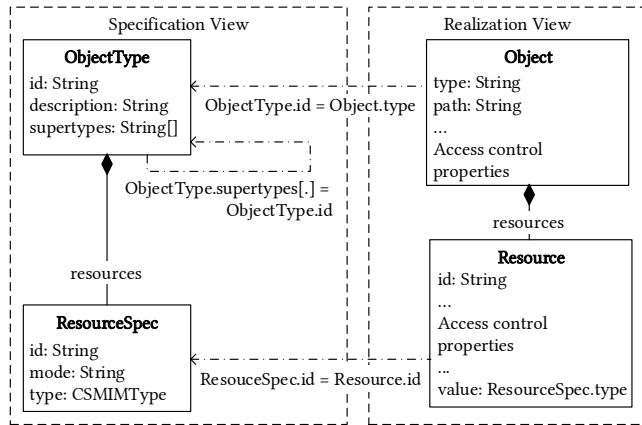 Specification View
ObjectType
id: String
description: String
supertypes: String[]
ObjectType.id = Object.type
ObjectType.supertypes[.] =
ObjectType.id
resources
ResourceSpec
id: String
mode: String
type: CSMIMType
ResouceSpec.id = Resource.id
Realization View
Object
type: String
path: String
...
Access control
properties
resources
Resource
id: String
...
Access control
properties
...
value: ResourceSpec.type